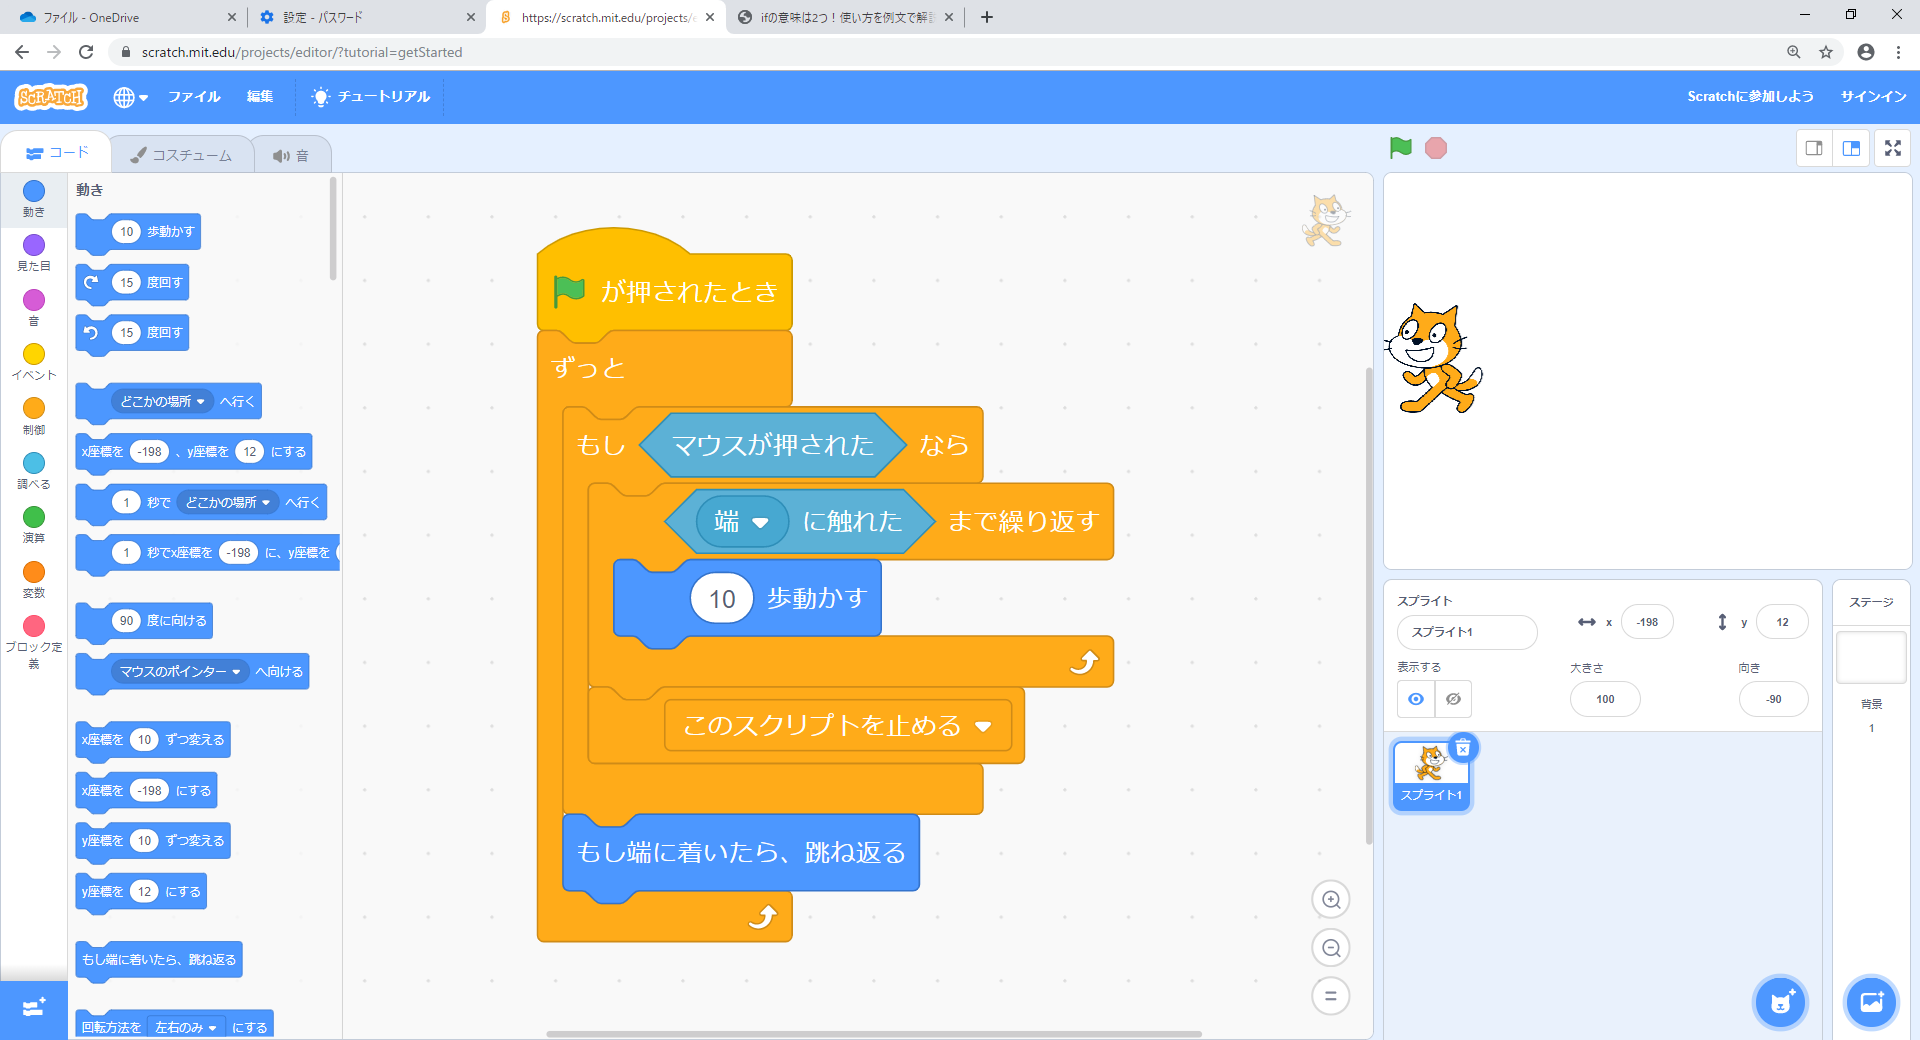 ファイル - OneDrive
設定 - パスワード
https://scratch.mit.edu/projects/e
ifの意味は2つ！使い方を例文で解
scratch.mit.edu/projects/editor/?tutorial=getStarted
SCRATCH
ファイル
編集
チュートリアル
Scratchに参加しよう
サインイン
コード
コスチューム
音
動き
見た目
音
イベント
制御
調べる
演算
変数
ブロック定
義
動き
10 歩動かす
15 度回す
15 度回す
どこかの場所 へ行く
x座標を -198 、y座標を 12 にする
1 秒で どこかの場所 へ行く
1 秒でx座標を -198 に、y座標を
90 度に向ける
マウスのポインター へ向ける
x座標を 10 ずつ変える
x座標を -198 にする
y座標を 10 ずつ変える
y座標を 12 にする
もし端に着いたら、跳ね返る
回転方法を 左右のみ にする
が押されたとき
ずっと
もし マウスが押された なら
端 に触れた まで繰り返す
10 歩動かす
このスクリプトを止める
もし端に着いたら、跳ね返る
スプライト
スプライト1
x -198
y 12
表示する
大きさ
100
向き
-90
スプライト1
ステージ
背景
1